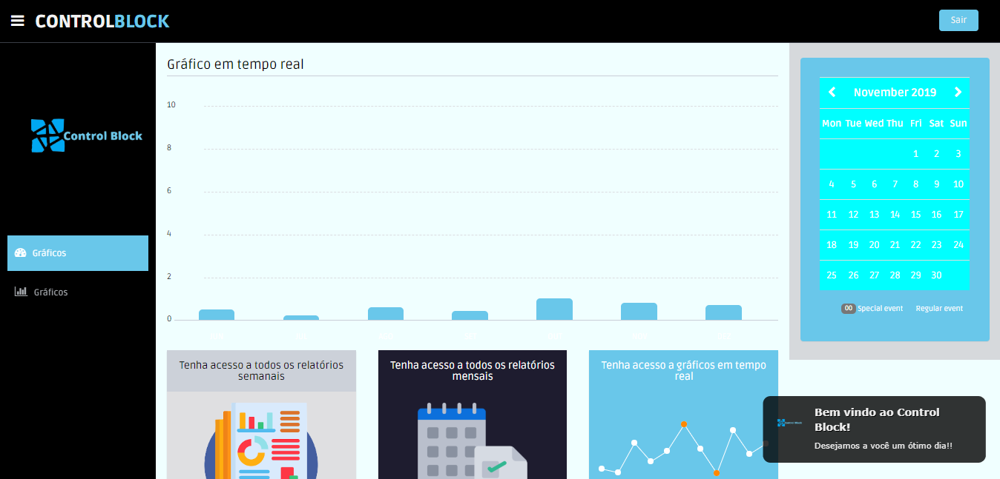 CONTROLBLOCK
Sair
Control Block
Gráficos
Gráficos
Gráfico em tempo real
10
8
6
4
2
0
Tenha acesso a todos os relatórios
semanais
Tenha acesso a todos os relatórios
mensais
Tenha acesso a gráficos em tempo
real
November 2019
Mon Tue Wed Thu Fri Sat Sun
1 2 3
4 5 6 7 8 9 10
11 12 13 14 15 16 17
18 19 20 21 22 23 24
25 26 27 28 29 30
00 Special event Regular event
Control Block
Bem vindo ao Control
Block!
Desejamos a você um ótimo dia!!